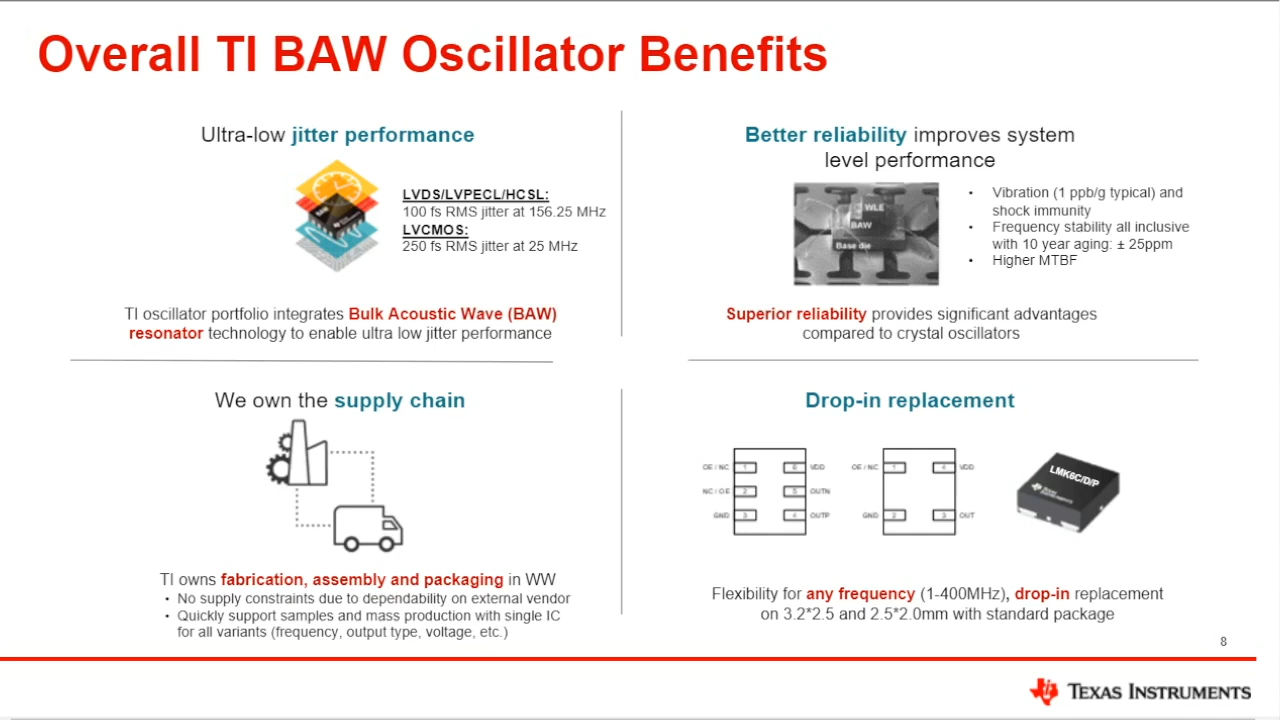 Overall TI BAW Oscillator Benefits
Ultra-low jitter performance
LVDS/LVPECL/HCSL:
100 fs RMS jitter at 156.25 MHz
LVCMOS:
250 fs RMS jitter at 25 MHz
TI oscillator portfolio integrates Bulk Acoustic Wave (BAW)
resonator technology to enable ultra low jitter performance
Better reliability improves system
level performance
WLE
BAW
Base die
• Vibration (1 ppb/g typical) and
shock immunity
• Frequency stability all inclusive
with 10 year aging: ± 25ppm
• Higher MTBF
Superior reliability provides significant advantages
compared to crystal oscillators
We own the supply chain
TI owns fabrication, assembly and packaging in WW
• No supply constraints due to dependability on external vendor
• Quickly support samples and mass production with single IC
for all variants (frequency, output type, voltage, etc.)
Drop-in replacement
OE / NC 1 6 VDD
NC / OE 2 5 OUTN
GND 3 4 OUTP
OE / NC 1 4 VDD
GND 2 3 OUT
LMK6C/D/P
TEXAS INSTRUMENTS
Flexibility for any frequency (1-400MHz), drop-in replacement
on 3.2*2.5 and 2.5*2.0mm with standard package
8
TEXAS INSTRUMENTS